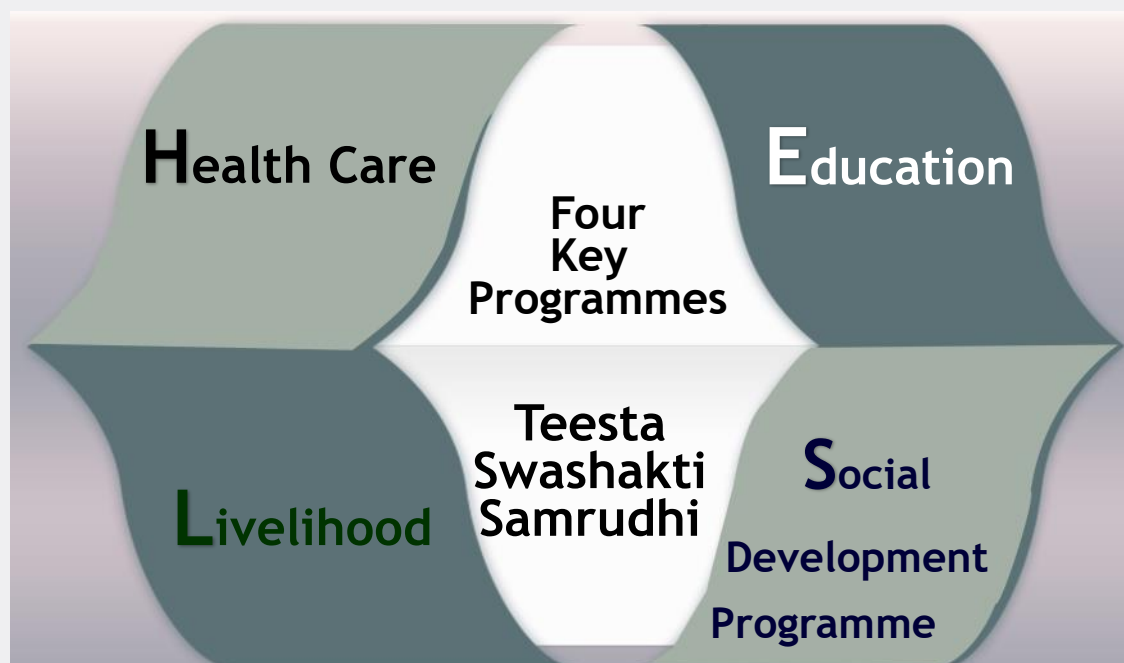 Health Care
Education
Four
Key
Programmes
Teesta
Swashakti
Samrudhi
Livelihood
Social
Development
Programme